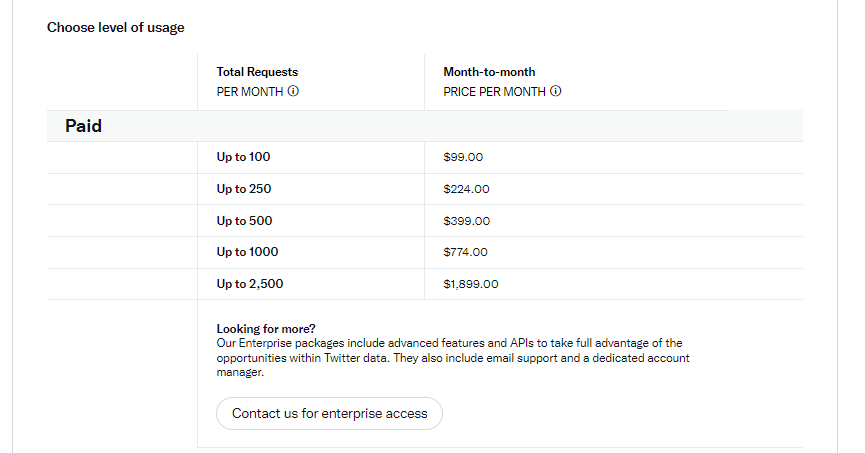 Choose level of usage
Total Requests
PER MONTH
Month-to-month
PRICE PER MONTH
Paid
Up to 100 $99.00
Up to 250 $224.00
Up to 500 $399.00
Up to 1000 $774.00
Up to 2,500 $1,899.00
Looking for more?
Our Enterprise packages include advanced features and APIs to take full advantage of the
opportunities within Twitter data. They also include email support and a dedicated account
manager.
Contact us for enterprise access